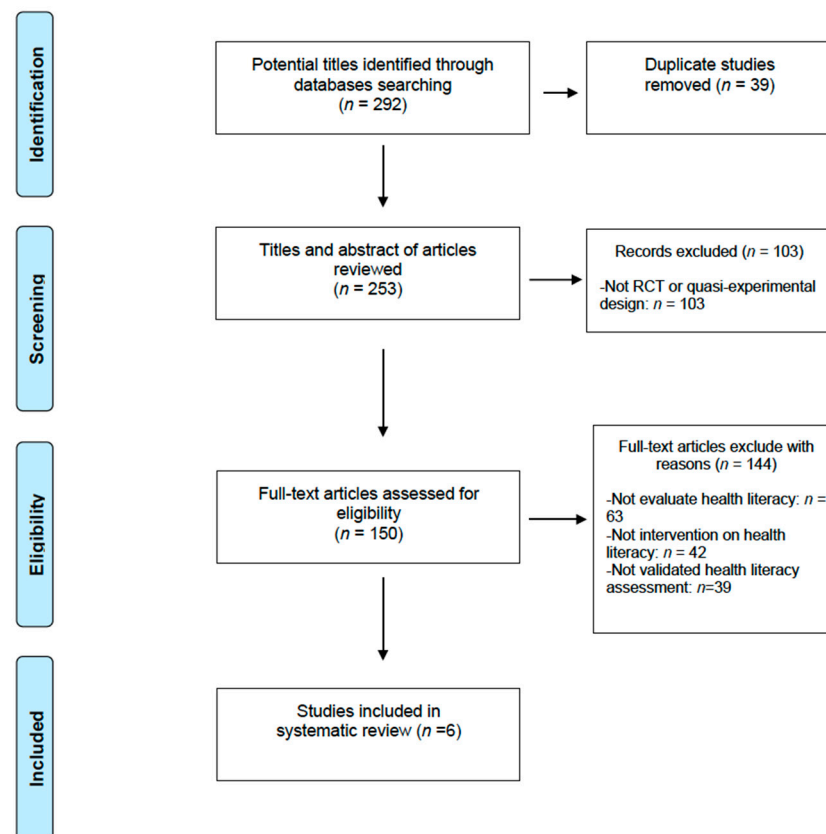 Identification
Potential titles identified through
databases searching
(n = 292)
Duplicate studies
removed (n = 39)
Screening
Titles and abstract of articles
reviewed
(n = 253)
Records excluded (n = 103)
-Not RCT or quasi-experimental
design: n = 103
Eligibility
Full-text articles assessed for
eligibility
(n = 150)
Full-text articles exclude with
reasons (n = 144)
-Not evaluate health literacy: n =
63
-Not intervention on health
literacy: n = 42
-Not validated health literacy
assessment: n=39
Included
Studies included in
systematic review (n =6)